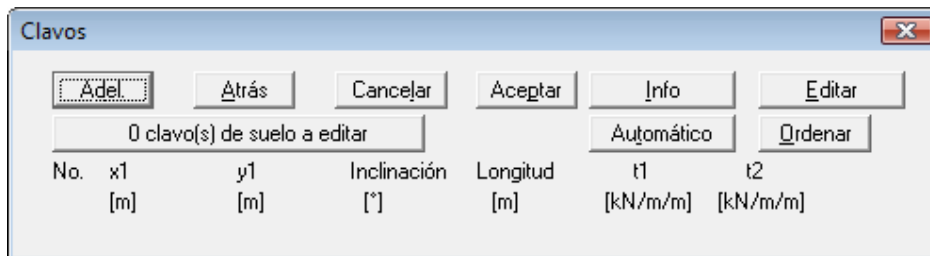 Clavos
Adel. Atrás Cancelar Aceptar Info Editar
0 clavo(s) de suelo a editar Automático Ordenar
No. x1 y1 Inclinación Longitud t1 t2
[m] [m] [°] [m] [kN/m/m] [kN/m/m]